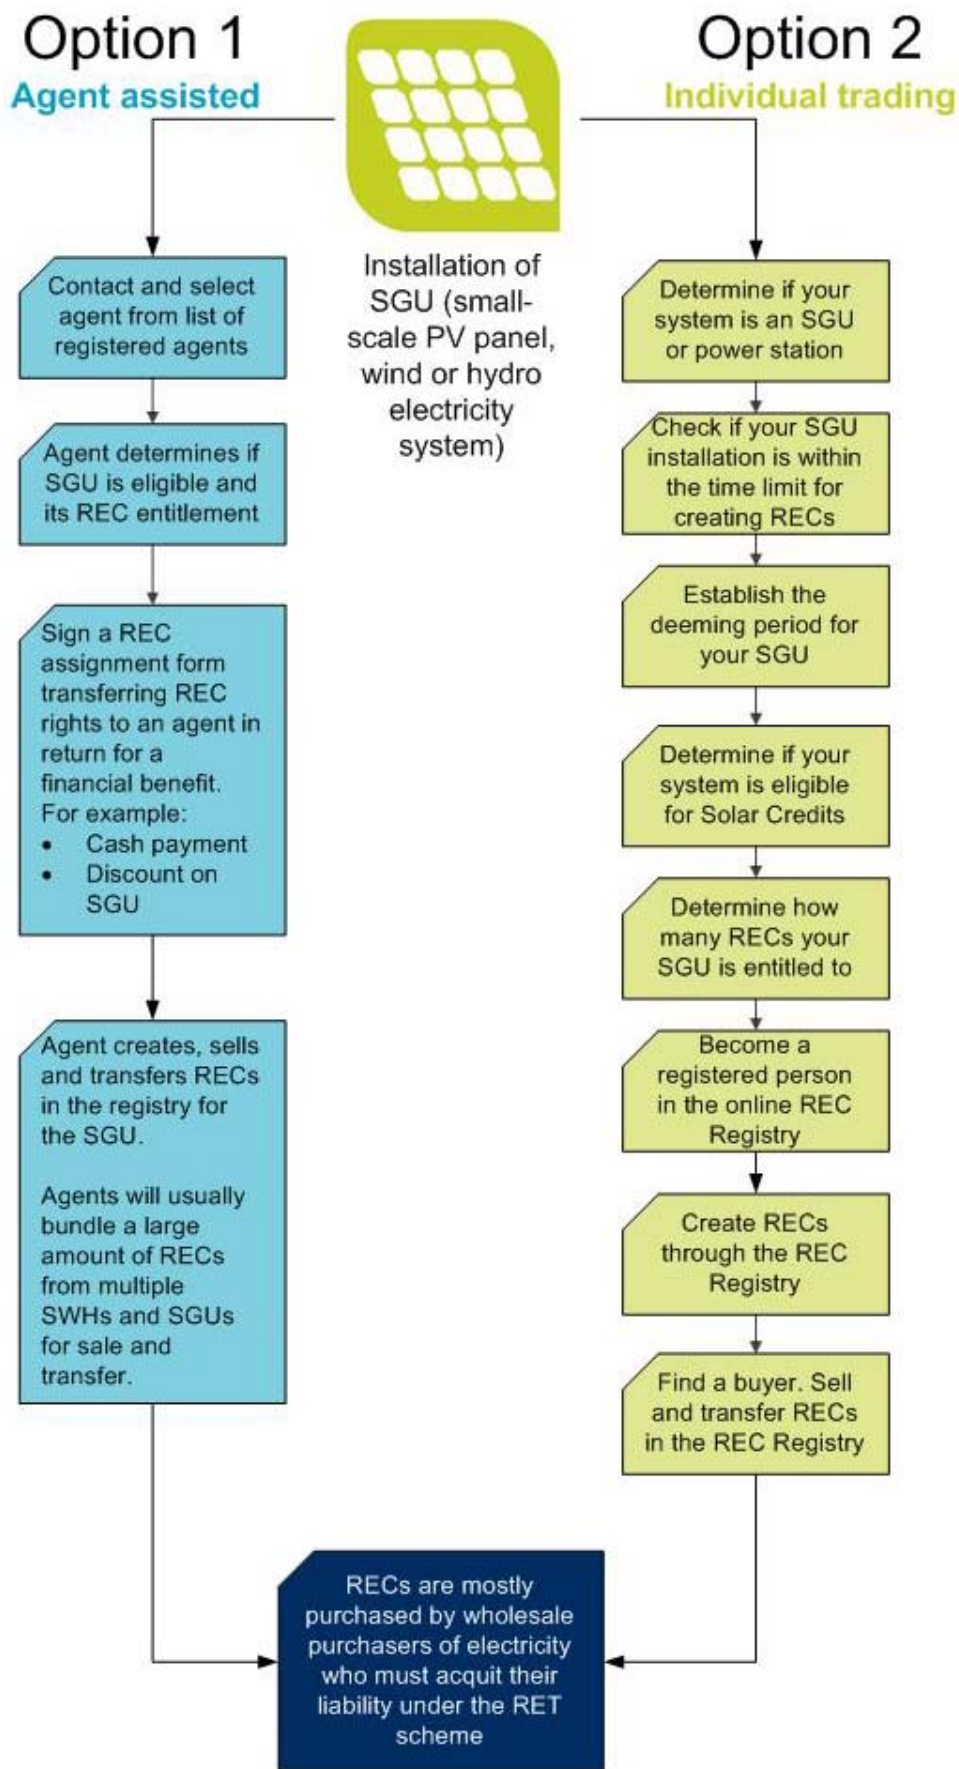 Option 1
Agent assisted
Option 2
Individual trading
Installation of
SGU (small-
scale PV panel,
wind or hydro
electricity
system)
Contact and select
agent from list of
registered agents
Agent determines if
SGU is eligible and
its REC entitlement
Sign a REC
assignment form
transferring REC
rights to an agent in
return for a
financial benefit.
For example:
• Cash payment
• Discount on
SGU
Agent creates, sells
and transfers RECs
in the registry for
the SGU.
Agents will usually
bundle a large
amount of RECs
from multiple
SWHs and SGUs
for sale and
transfer.
Determine if your
system is an SGU
or power station
Check if your SGU
installation is within
the time limit for
creating RECs
Establish the
deeming period for
your SGU
Determine if your
system is eligible
for Solar Credits
Determine how
many RECs your
SGU is entitled to
Become a
registered person
in the online REC
Registry
Create RECs
through the REC
Registry
Find a buyer. Sell
and transfer RECs
in the REC Registry
RECs are mostly
purchased by wholesale
purchasers of electricity
who must acquit their
liability under the RET
scheme